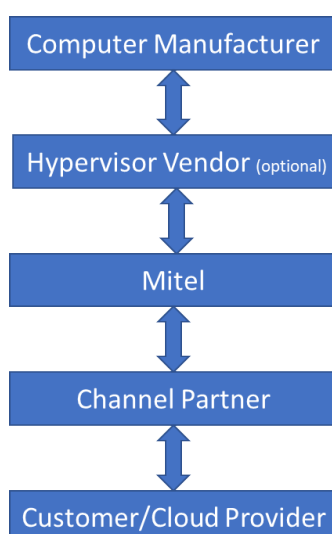 Computer Manufacturer
Hypervisor Vendor (optional)
Mitel
Channel Partner
Customer/Cloud Provider